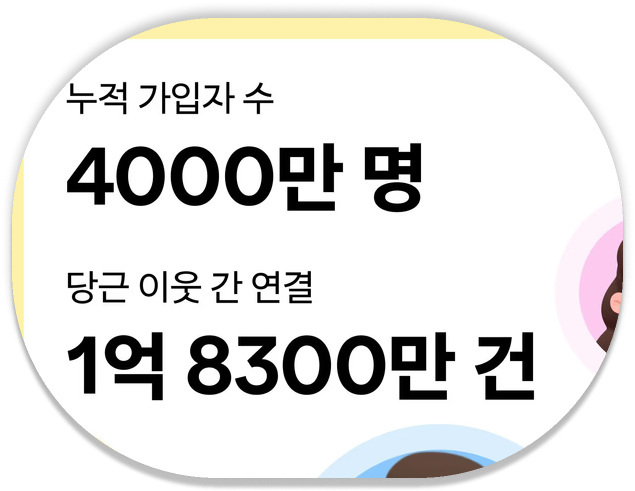 누적 가입자 수
4000만 명
당근 이웃 간 연결
1억 8300만 건